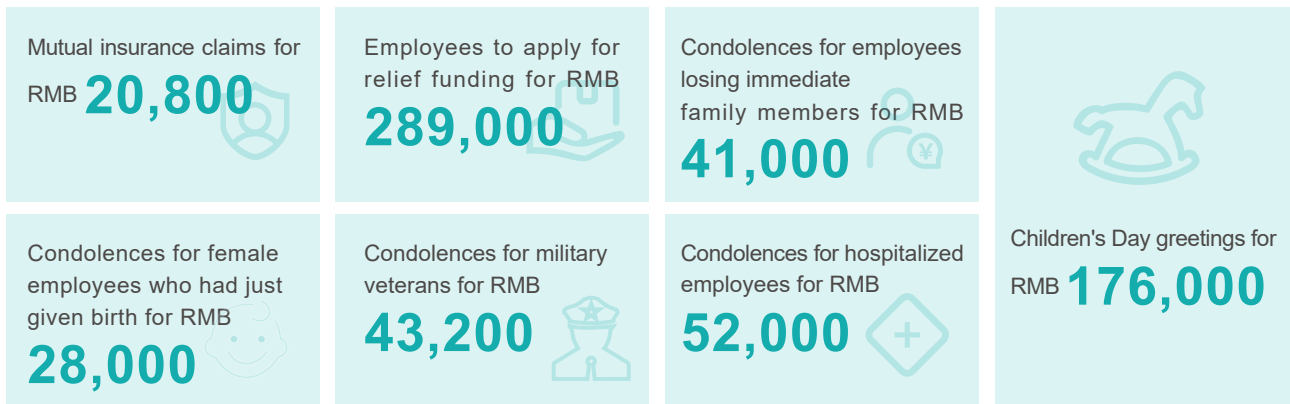 Mutual insurance claims for
RMB 20,800
Employees to apply for
relief funding for RMB
289,000
Condolences for employees
losing immediate
family members for RMB
41,000
¥
Children's Day greetings for
RMB 176,000
Condolences for female
employees who had just
given birth for RMB
28,000
Condolences for military
veterans for RMB
43,200
Condolences for hospitalized
employees for RMB
52,000